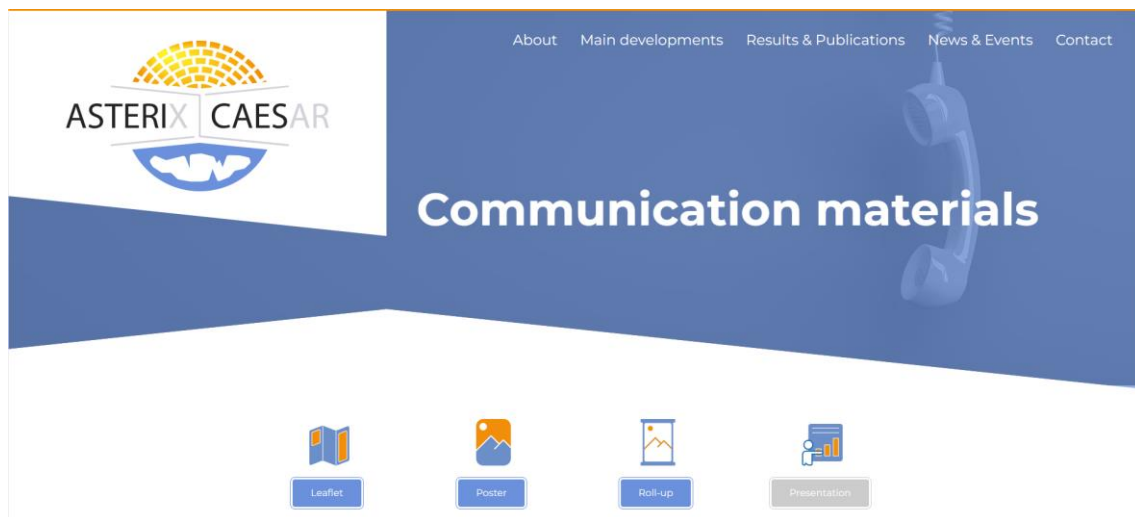 About Main developments Results & Publications News & Events Contact
ASTERIX CAESAR
Communication materials
Leaflet Poster Roll-up Presentation